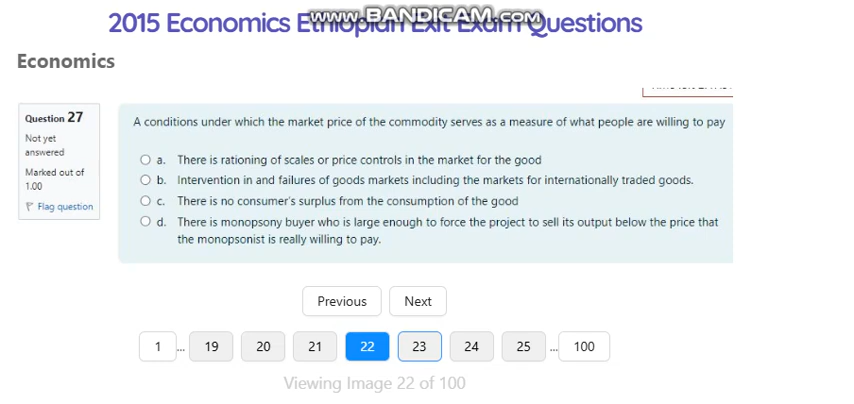 2015 Economics Ethiopian Exit Exam Questions
www.BANDICAM.com
Economics
Question 27
Not yet
answered
Marked out of
1.00
Flag question
A conditions under which the market price of the commodity serves as a measure of what people are willing to pay
a. There is rationing of scales or price controls in the market for the good
b. Intervention in and failures of goods markets including the markets for internationally traded goods.
c. There is no consumer's surplus from the consumption of the good
d. There is monopsony buyer who is large enough to force the project to sell its output below the price that
the monopsonist is really willing to pay.
Previous Next
1 ... 19 20 21 22 23 24 25 ... 100
Viewing Image 22 of 100